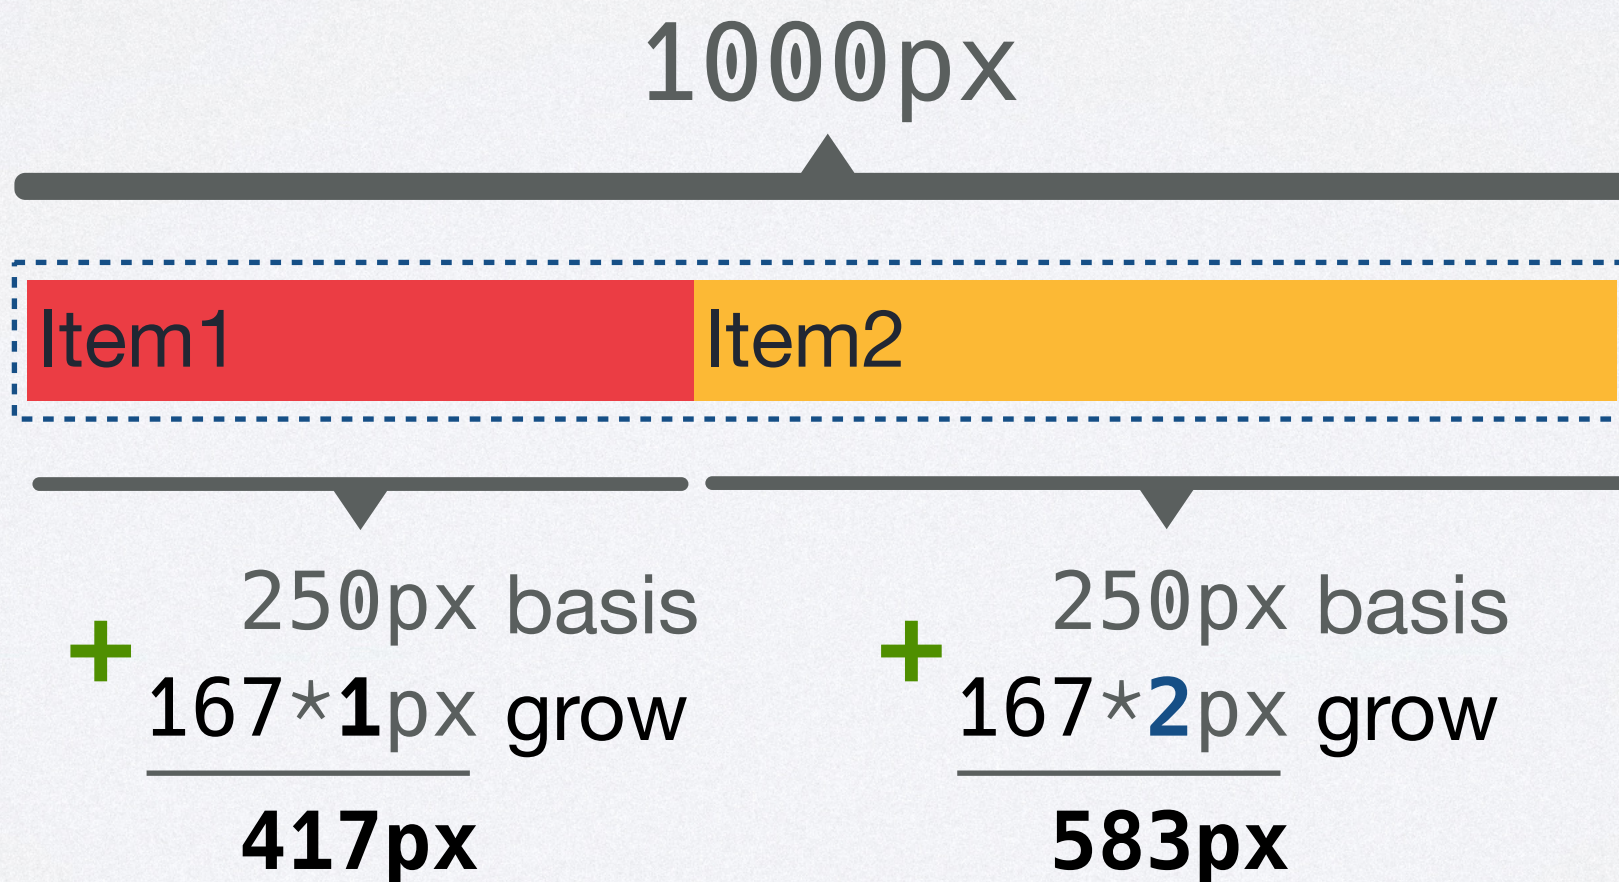 1000px
Item1 Item2
250px basis
+
167*1px grow
417px
250px basis
+
167*2px grow
583px